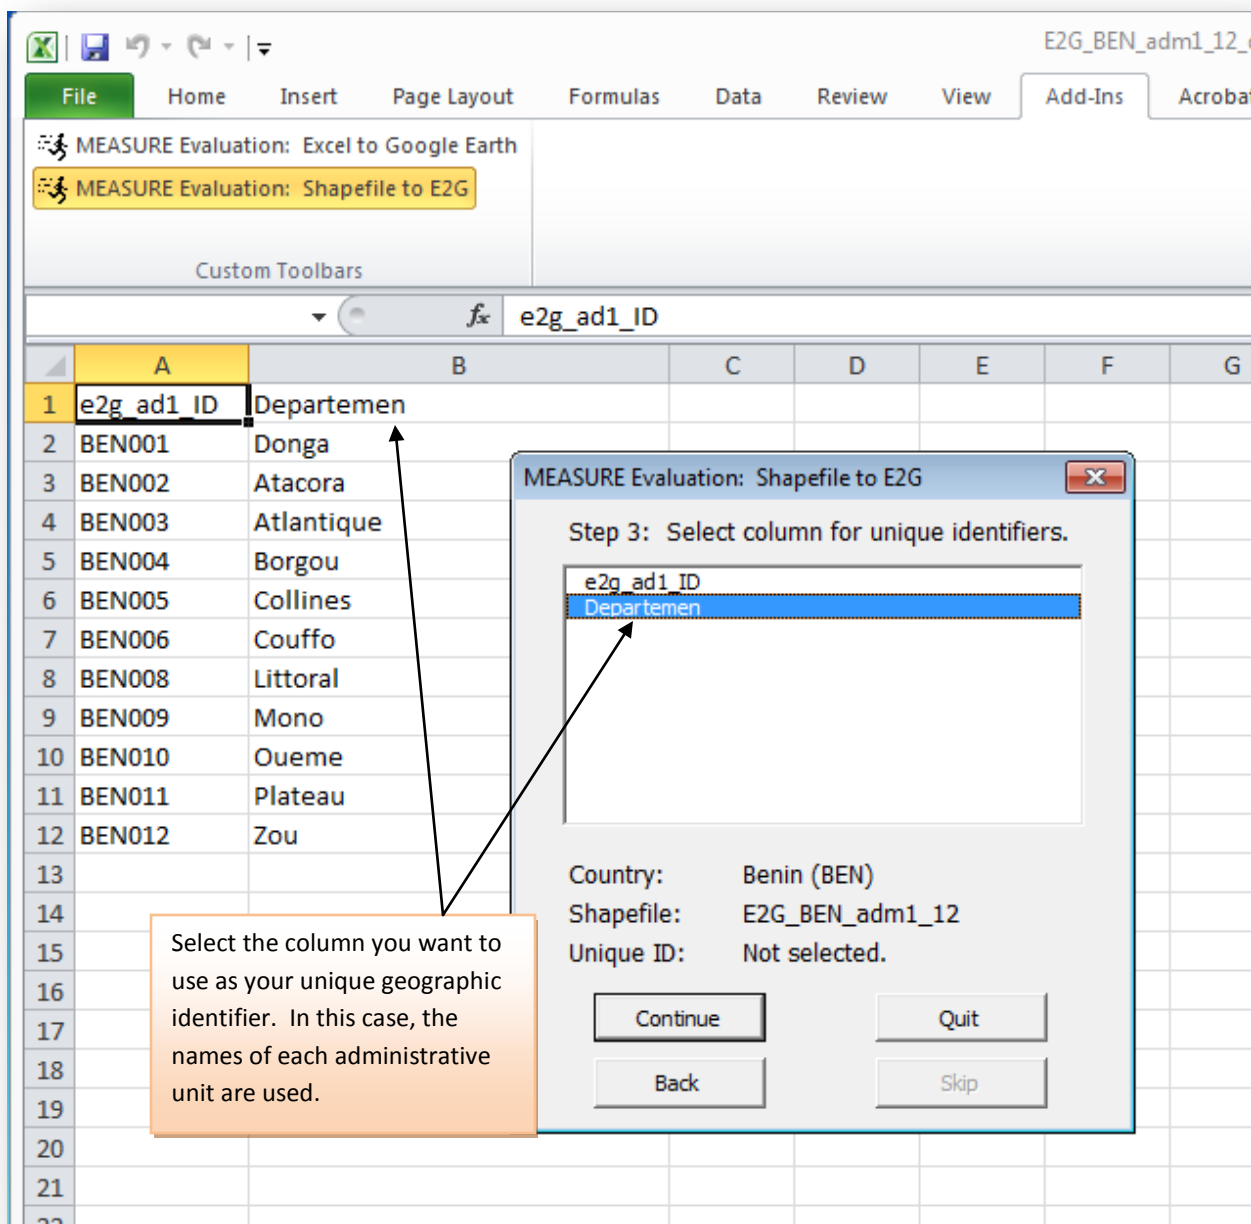 E2G_BEN_adm1_12_
File Home Insert Page Layout Formulas Data Review View Add-Ins Acrobat
MEASURE Evaluation: Excel to Google Earth
MEASURE Evaluation: Shapefile to E2G
Custom Toolbars
fx e2g_ad1_ID
A B C D E F G
1 e2g_ad1_ID Departemen
2 BEN001 Donga
3 BEN002 Atacora
4 BEN003 Atlantique
5 BEN004 Borgou
6 BEN005 Collines
7 BEN006 Couffo
8 BEN008 Littoral
9 BEN009 Mono
10 BEN010 Oueme
11 BEN011 Plateau
12 BEN012 Zou
13
14
15
16
17
18
19
20
21
22
MEASURE Evaluation: Shapefile to E2G
Step 3: Select column for unique identifiers.
e2g_ad1_ID
Departemen
Country: Benin (BEN)
Shapefile: E2G_BEN_adm1_12
Unique ID: Not selected.
Continue Quit
Back Skip
Select the column you want to
use as your unique geographic
identifier. In this case, the
names of each administrative
unit are used.